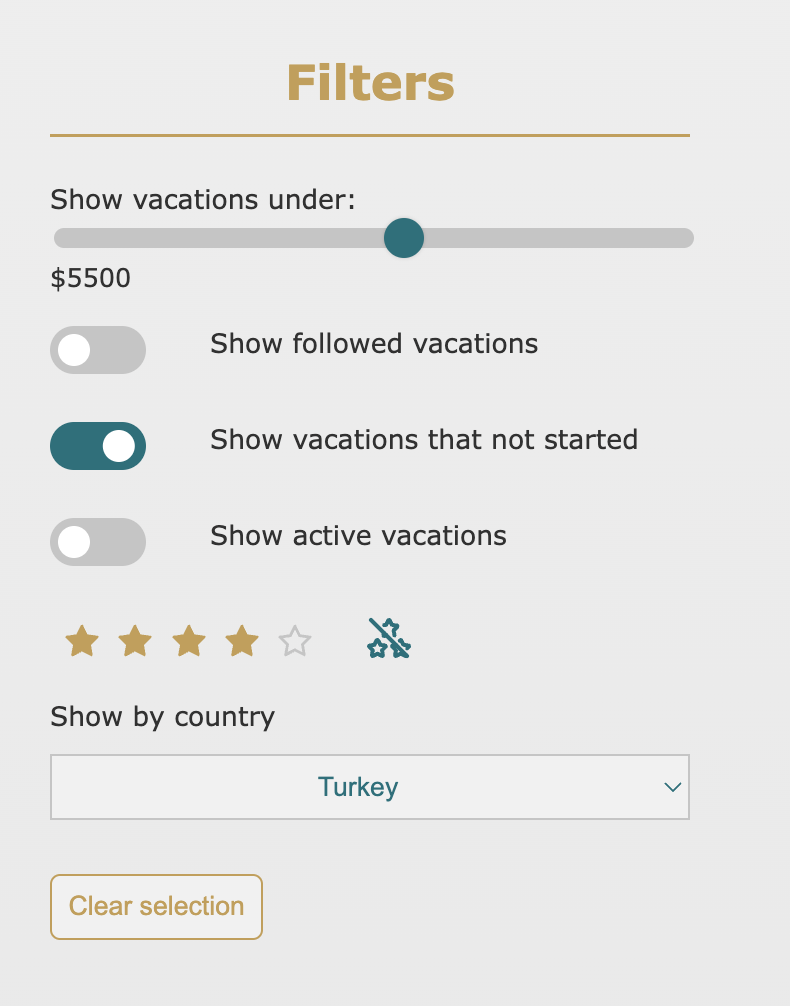 Filters
Show vacations under:
$5500
Show followed vacations
Show vacations that not started
Show active vacations
Show by country
Turkey
Clear selection